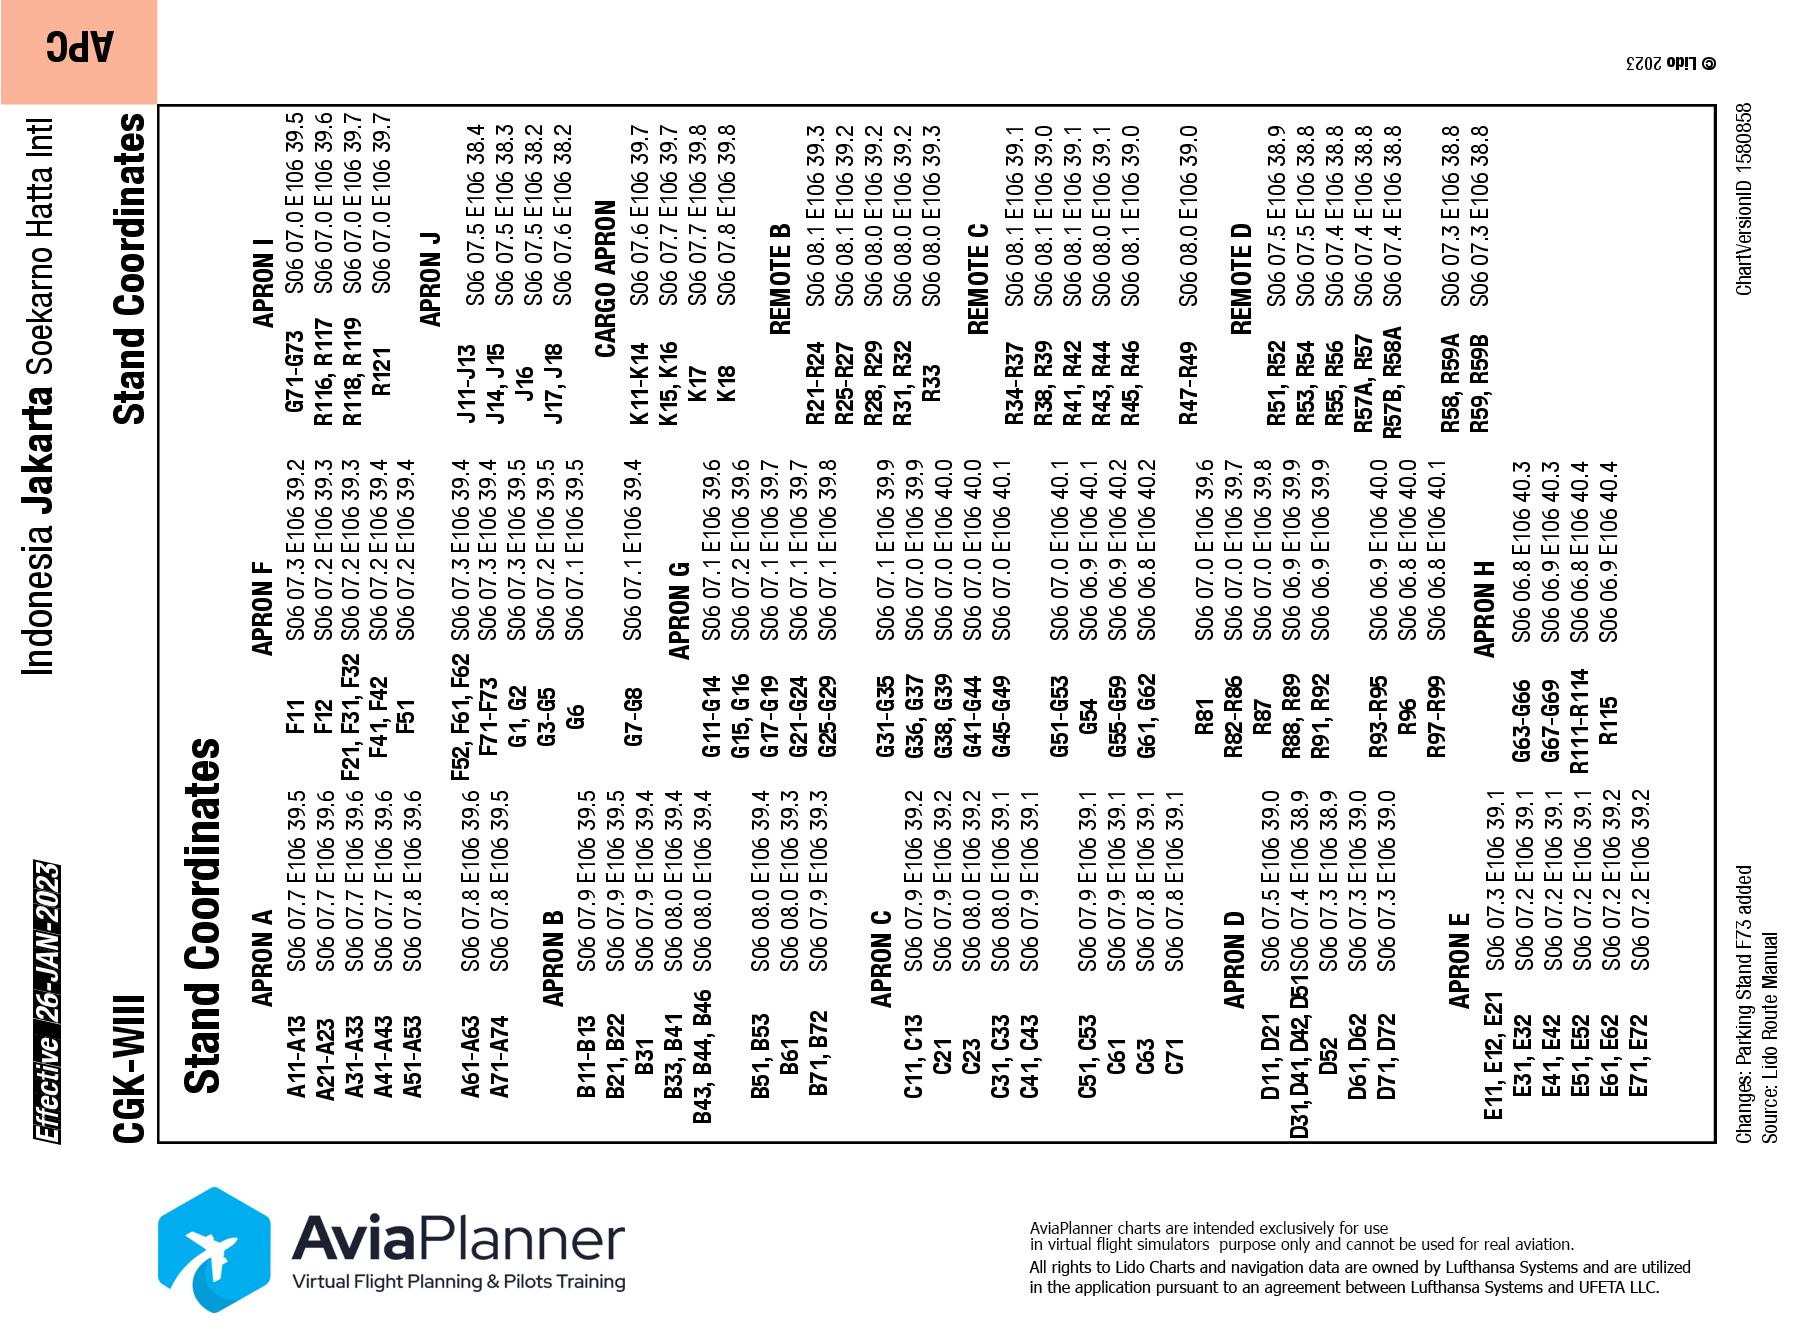 APC
© Lido 2023
Effective 26-JAN-2023
Indonesia Jakarta Soekarno Hatta Intl
CGK-WIII
Stand Coordinates
Stand Coordinates
APRON A
A11-A13 S06 07.7 E106 39.5
A21-A23 S06 07.7 E106 39.6
A31-A33 S06 07.7 E106 39.6
A41-A43 S06 07.7 E106 39.6
A51-A53 S06 07.8 E106 39.6
A61-A63 S06 07.8 E106 39.6
A71-A74 S06 07.8 E106 39.5
APRON B
B11-B13 S06 07.9 E106 39.5
B21, B22 S06 07.9 E106 39.5
B31 S06 07.9 E106 39.4
B33, B41 S06 08.0 E106 39.4
B43, B44, B46 S06 08.0 E106 39.4
B51, B53 S06 08.0 E106 39.4
B61 S06 08.0 E106 39.3
B71, B72 S06 07.9 E106 39.3
APRON C
C11, C13 S06 07.9 E106 39.2
C21 S06 07.9 E106 39.2
C23 S06 08.0 E106 39.2
C31, C33 S06 08.0 E106 39.1
C41, C43 S06 07.9 E106 39.1
C51, C53 S06 07.9 E106 39.1
C61 S06 07.9 E106 39.1
C63 S06 07.8 E106 39.1
C71 S06 07.8 E106 39.1
APRON D
D11, D21 S06 07.5 E106 39.0
D31, D41, D42, D51 S06 07.4 E106 38.9
D52 S06 07.3 E106 38.9
D61, D62 S06 07.3 E106 39.0
D71, D72 S06 07.3 E106 39.0
APRON E
E11, E12, E21 S06 07.3 E106 39.1
E31, E32 S06 07.2 E106 39.1
E41, E42 S06 07.2 E106 39.1
E51, E52 S06 07.2 E106 39.1
E61, E62 S06 07.2 E106 39.2
E71, E72 S06 07.2 E106 39.2
APRON F
F11 S06 07.3 E106 39.2
F12 S06 07.2 E106 39.3
F21, F31, F32 S06 07.2 E106 39.3
F41, F42 S06 07.2 E106 39.4
F51 S06 07.2 E106 39.4
F52, F61, F62 S06 07.3 E106 39.4
F71-F73 S06 07.3 E106 39.4
G1, G2 S06 07.3 E106 39.5
G3-G5 S06 07.2 E106 39.5
G6 S06 07.1 E106 39.5
G7-G8 S06 07.1 E106 39.4
APRON G
G11-G14 S06 07.1 E106 39.6
G15, G16 S06 07.2 E106 39.6
G17-G19 S06 07.1 E106 39.7
G21-G24 S06 07.1 E106 39.7
G25-G29 S06 07.1 E106 39.8
G31-G35 S06 07.1 E106 39.9
G36, G37 S06 07.0 E106 39.9
G38, G39 S06 07.0 E106 40.0
G41-G44 S06 07.0 E106 40.0
G45-G49 S06 07.0 E106 40.1
G51-G53 S06 07.0 E106 40.1
G54 S06 06.9 E106 40.1
G55-G59 S06 06.9 E106 40.2
G61, G62 S06 06.8 E106 40.2
R81 S06 07.0 E106 39.6
R82-R86 S06 07.0 E106 39.7
R87 S06 07.0 E106 39.8
R88, R89 S06 06.9 E106 39.9
R91, R92 S06 06.9 E106 39.9
R93-R95 S06 06.9 E106 40.0
R96 S06 06.8 E106 40.0
R97-R99 S06 06.8 E106 40.1
APRON H
G63-G66 S06 06.8 E106 40.3
G67-G69 S06 06.9 E106 40.3
R111-R114 S06 06.8 E106 40.4
R115 S06 06.9 E106 40.4
APRON I
G71-G73 S06 07.0 E106 39.5
R116, R117 S06 07.0 E106 39.6
R118, R119 S06 07.0 E106 39.7
R121 S06 07.0 E106 39.7
APRON J
J11-J13 S06 07.5 E106 38.4
J14, J15 S06 07.5 E106 38.3
J16 S06 07.5 E106 38.2
J17, J18 S06 07.6 E106 38.2
CARGO APRON
K11-K14 S06 07.6 E106 39.7
K15, K16 S06 07.7 E106 39.7
K17 S06 07.7 E106 39.8
K18 S06 07.8 E106 39.8
REMOTE B
R21-R24 S06 08.1 E106 39.3
R25-R27 S06 08.1 E106 39.2
R28, R29 S06 08.0 E106 39.2
R31, R32 S06 08.0 E106 39.2
R33 S06 08.0 E106 39.3
REMOTE C
R34-R37 S06 08.1 E106 39.1
R38, R39 S06 08.1 E106 39.0
R41, R42 S06 08.1 E106 39.1
R43, R44 S06 08.0 E106 39.1
R45, R46 S06 08.1 E106 39.0
R47-R49 S06 08.0 E106 39.0
REMOTE D
R51, R52 S06 07.5 E106 38.9
R53, R54 S06 07.5 E106 38.8
R55, R56 S06 07.4 E106 38.8
R57A, R57 S06 07.4 E106 38.8
R57B, R58A S06 07.4 E106 38.8
R58, R59A S06 07.3 E106 38.8
R59, R59B S06 07.3 E106 38.8
Changes: Parking Stand F73 added
ChartVersionID 1580858
Source: Lido Route Manual
AviaPlanner
Virtual Flight Planning & Pilots Training
AviaPlanner charts are intended exclusively for use
in virtual flight simulators purpose only and cannot be used for real aviation.
All rights to Lido Charts and navigation data are owned by Lufthansa Systems and are utilized
in the application pursuant to an agreement between Lufthansa Systems and UFETA LLC.